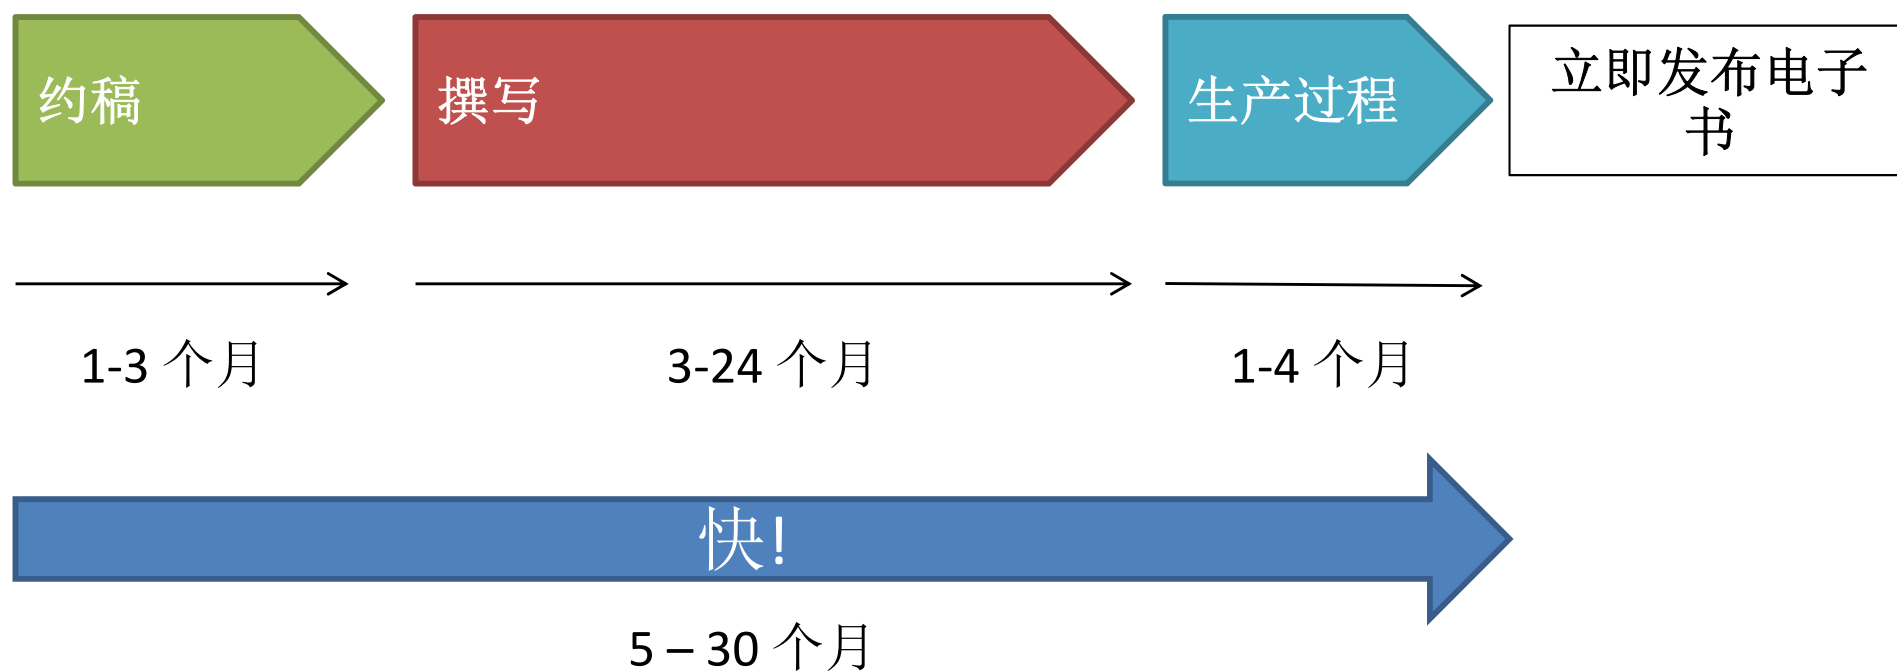 约稿
撰写
生产过程
立即发布电子
书
1-3 个月
3-24 个月
1-4 个月
快!
5 – 30 个月